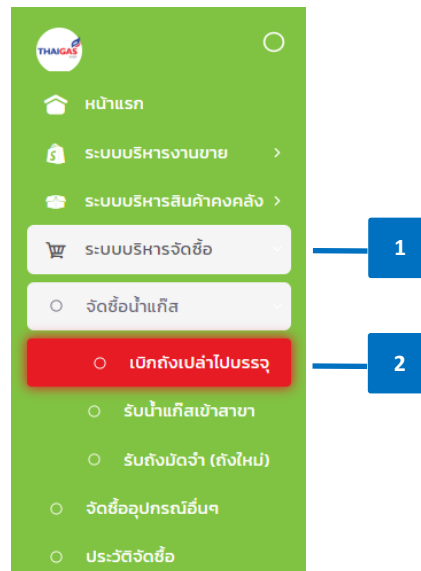 THAIGAS
หน้าแรก
ระบบบริหารงานขาย
ระบบบริหารสินค้าคงคลัง
ระบบบริหารจัดซื้อ
1
จัดซื้อน้ำแก๊ส
เบิกถังเปล่าไปบรรจุ
2
รับน้ำแก๊สเข้าสาขา
รับถังมัดจำ (ถังใหม่)
จัดซื้ออุปกรณ์อื่นๆ
ประวัติจัดซื้อ